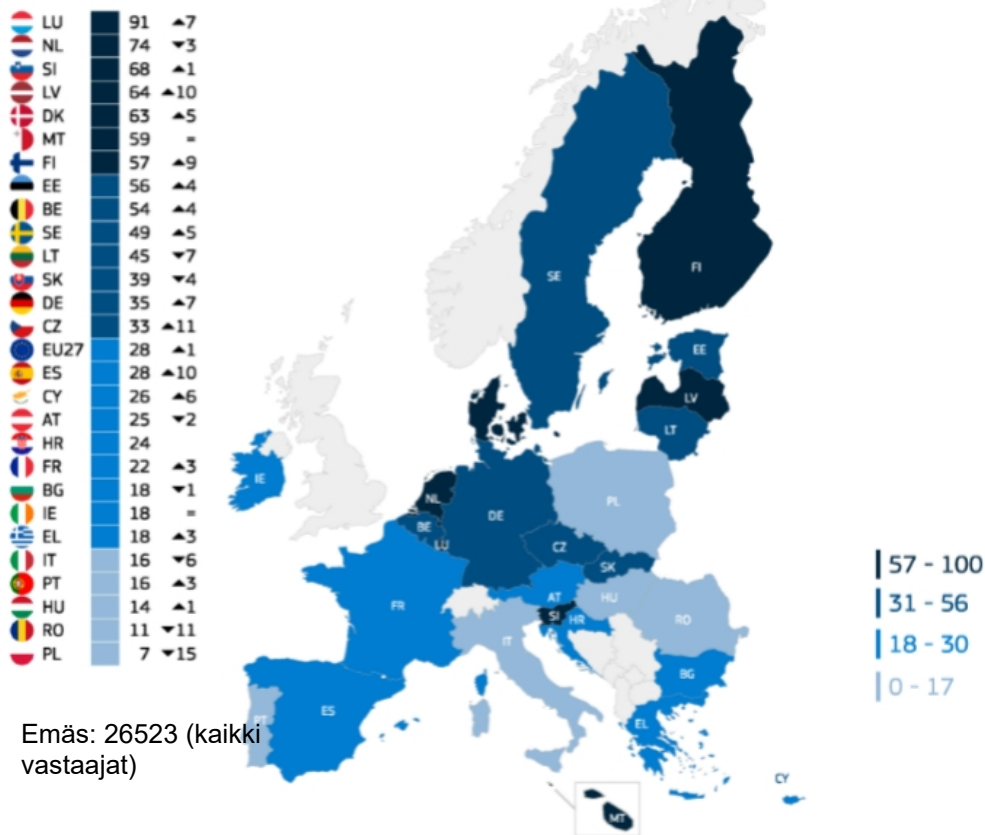 LU 91 ▲7
NL 74 ▼3
SI 68 ▲1
LV 64 ▲10
DK 63 ▲5
MT 59 =
FI 57 ▲9
EE 56 ▲4
BE 54 ▲4
SE 49 ▲5
LT 45 ▼7
SK 39 ▼4
DE 35 ▲7
CZ 33 ▲11
EU27 28 ▲1
ES 28 ▲10
CY 26 ▲6
AT 25 ▼2
HR 24
FR 22 ▲3
BG 18 ▼1
IE 18 =
EL 18 ▲3
IT 16 ▼6
PT 16 ▲3
HU 14 ▲1
RO 11 ▼11
PL 7 ▼15
Emäs: 26523 (kaikki
vastaajat)
SE
FI
EE
LV
LT
IE
NL
BE
LU
DE
PL
CZ
SK
FR
AT
HU
SI
HR
RO
IT
BG
PT
ES
EL
CY
MT
57 - 100
31 - 56
18 - 30
0 - 17